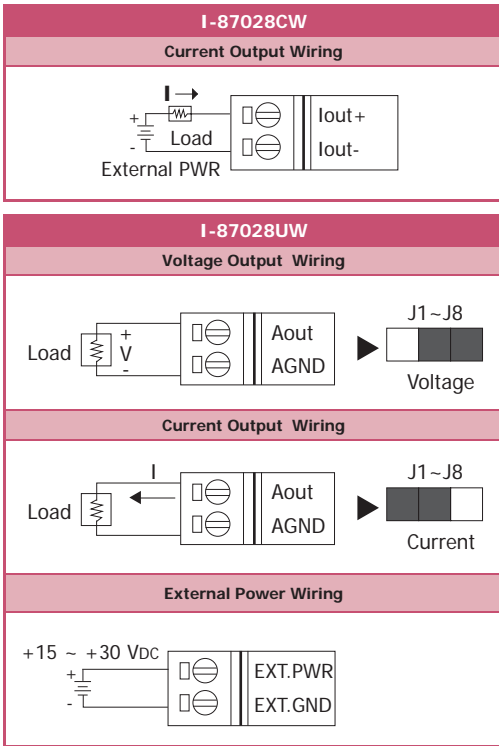 I-87028CW
Current Output Wiring
I
+
Load
-
External PWR
Iout+
Iout-
I-87028UW
Voltage Output Wiring
Load
+
V
-
Aout
AGND
J1~J8
Voltage
Current Output Wiring
I
Load
Aout
AGND
J1~J8
Current
External Power Wiring
+15 ~ +30 VDC
+
-
EXT.PWR
EXT.GND